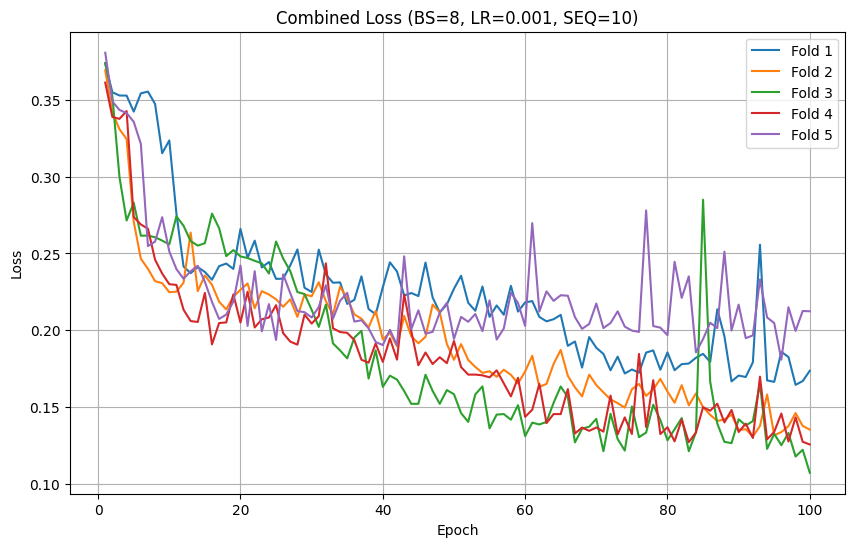 Combined Loss (BS=8, LR=0.001, SEQ=10)
Fold 1
Fold 2
Fold 3
Fold 4
Fold 5
Loss
0.35
0.30
0.25
0.20
0.15
0.10
0
20
40
60
80
100
Epoch